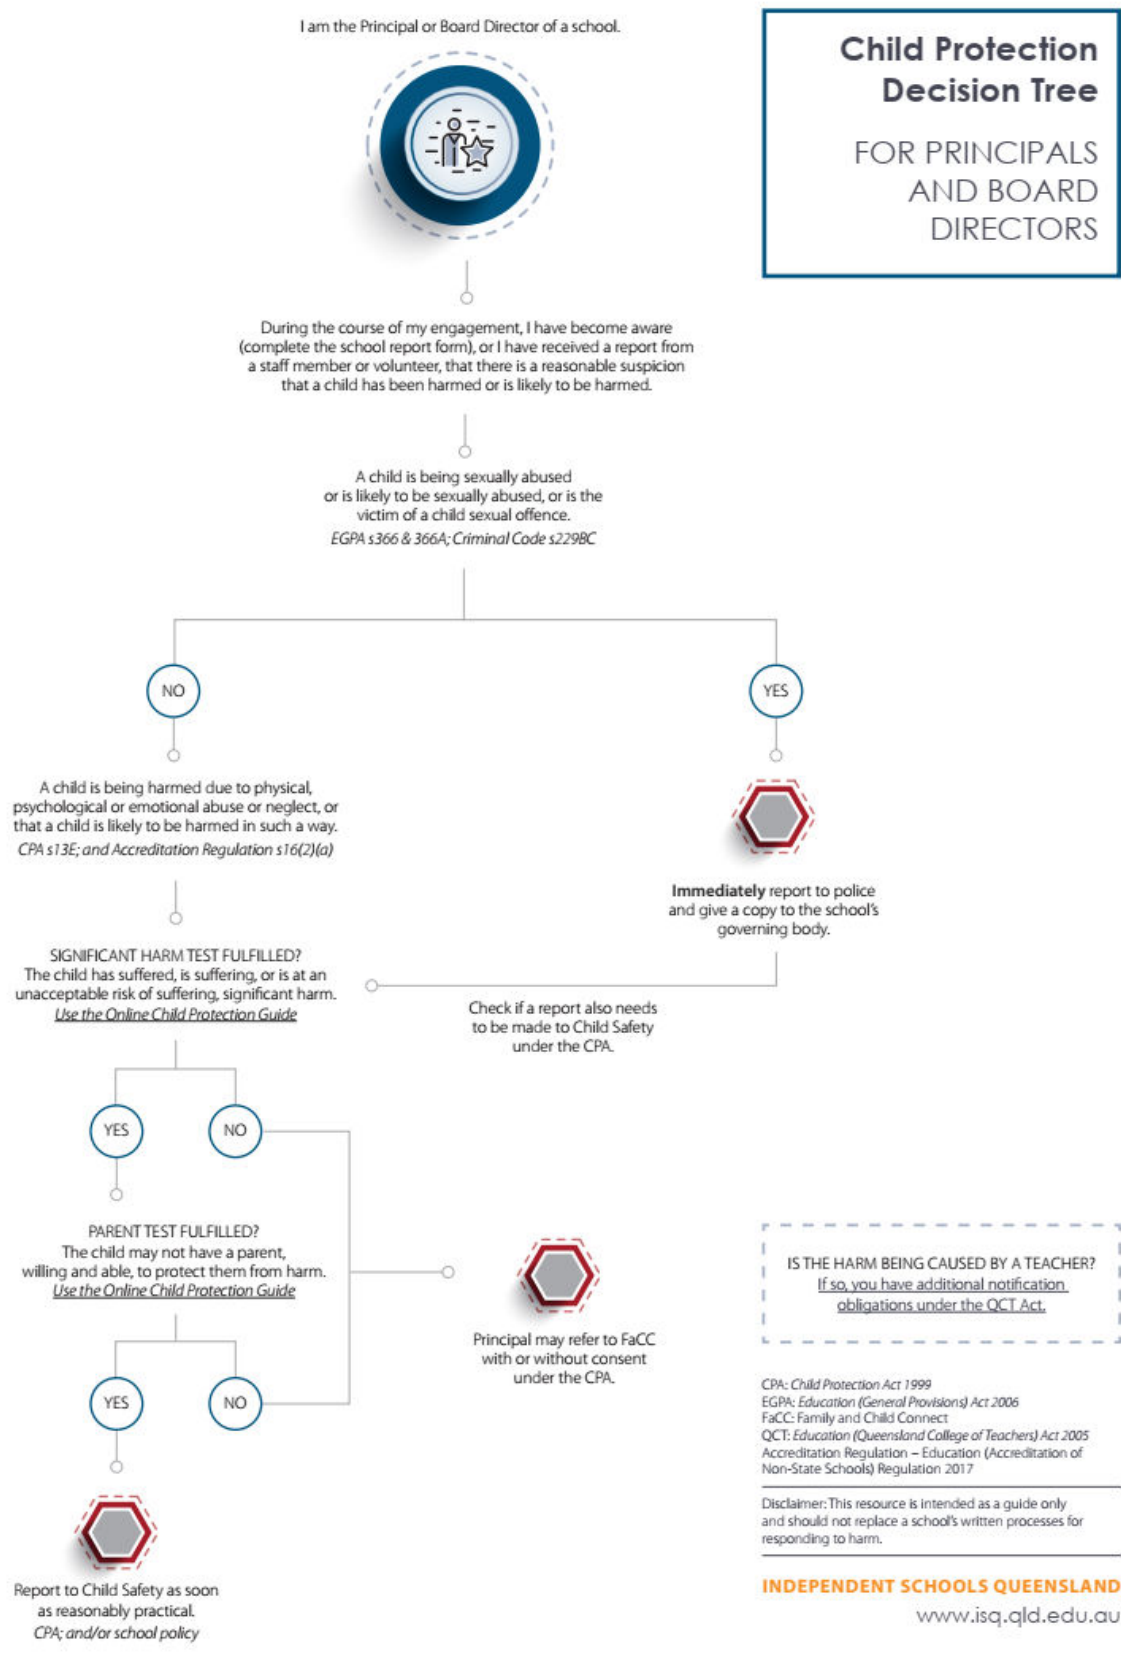 I am the Principal or Board Director of a school.
Child Protection
Decision Tree
FOR PRINCIPALS
AND BOARD
DIRECTORS
During the course of my engagement, I have become aware
(complete the school report form), or I have received a report from
a staff member or volunteer, that there is a reasonable suspicion
that a child has been harmed or is likely to be harmed.
A child is being sexually abused
or is likely to be sexually abused, or is the
victim of a child sexual offence.
EGPA s366 & 366A; Criminal Code s229BC
NO
YES
A child is being harmed due to physical,
psychological or emotional abuse or neglect, or
that a child is likely to be harmed in such a way.
CPA s13E; and Accreditation Regulation s16(2)(a)
Immediately report to police
and give a copy to the school's
governing body.
SIGNIFICANT HARM TEST FULFILLED?
The child has suffered, is suffering, or is at an
unacceptable risk of suffering, significant harm.
Use the Online Child Protection Guide
Check if a report also needs
to be made to Child Safety
under the CPA.
YES
NO
PARENT TEST FULFILLED?
The child may not have a parent,
willing and able, to protect them from harm.
Use the Online Child Protection Guide
Principal may refer to FaCC
with or without consent
under the CPA.
YES
NO
Report to Child Safety as soon
as reasonably practical.
CPA; and/or school policy
IS THE HARM BEING CAUSED BY A TEACHER?
If so, you have additional notification
obligations under the QCT Act.
CPA: Child Protection Act 1999
EGPA: Education (General Provisions) Act 2006
FaCC: Family and Child Connect
QCT: Education (Queensland College of Teachers) Act 2005
Accreditation Regulation – Education (Accreditation of
Non-State Schools) Regulation 2017
Disclaimer: This resource is intended as a guide only
and should not replace a school's written processes for
responding to harm.
INDEPENDENT SCHOOLS QUEENSLAND
www.isq.qld.edu.au